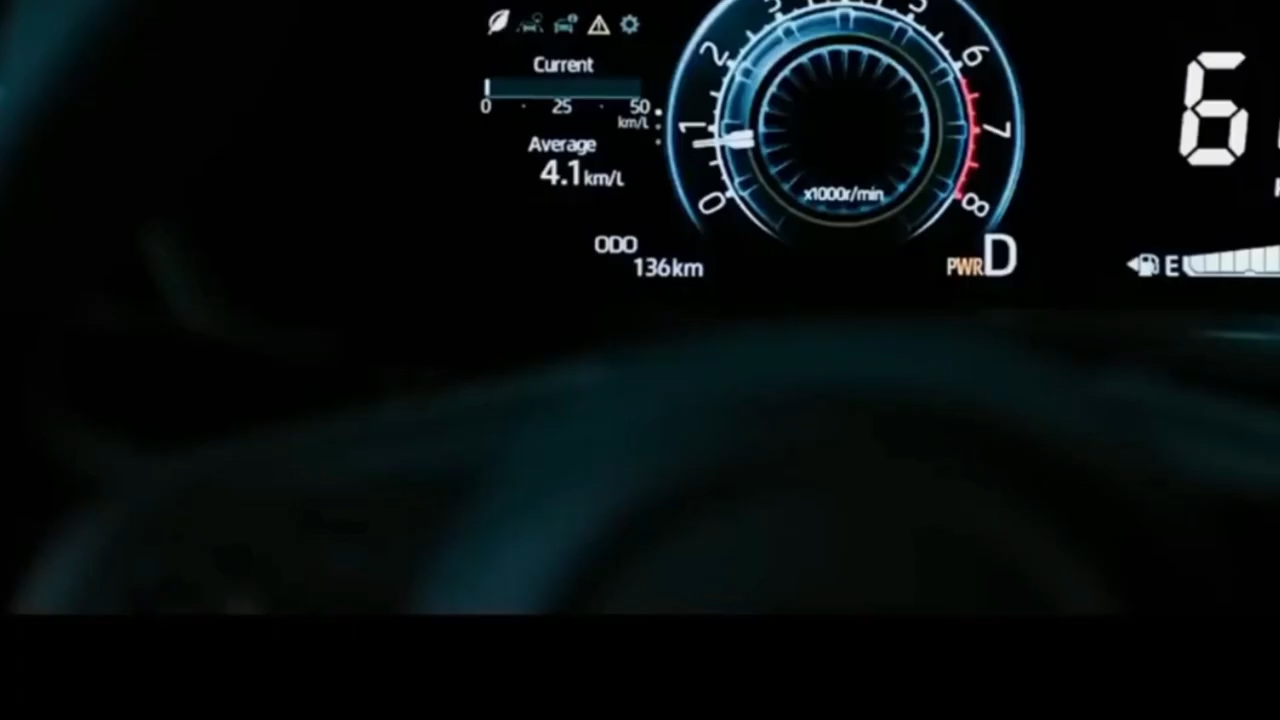 Current
0 25 50
km/L
Average
4.1km/L
ODO
136km
0 1 2 3 5 6 7 8
x1000r/min
PWR D
6
E